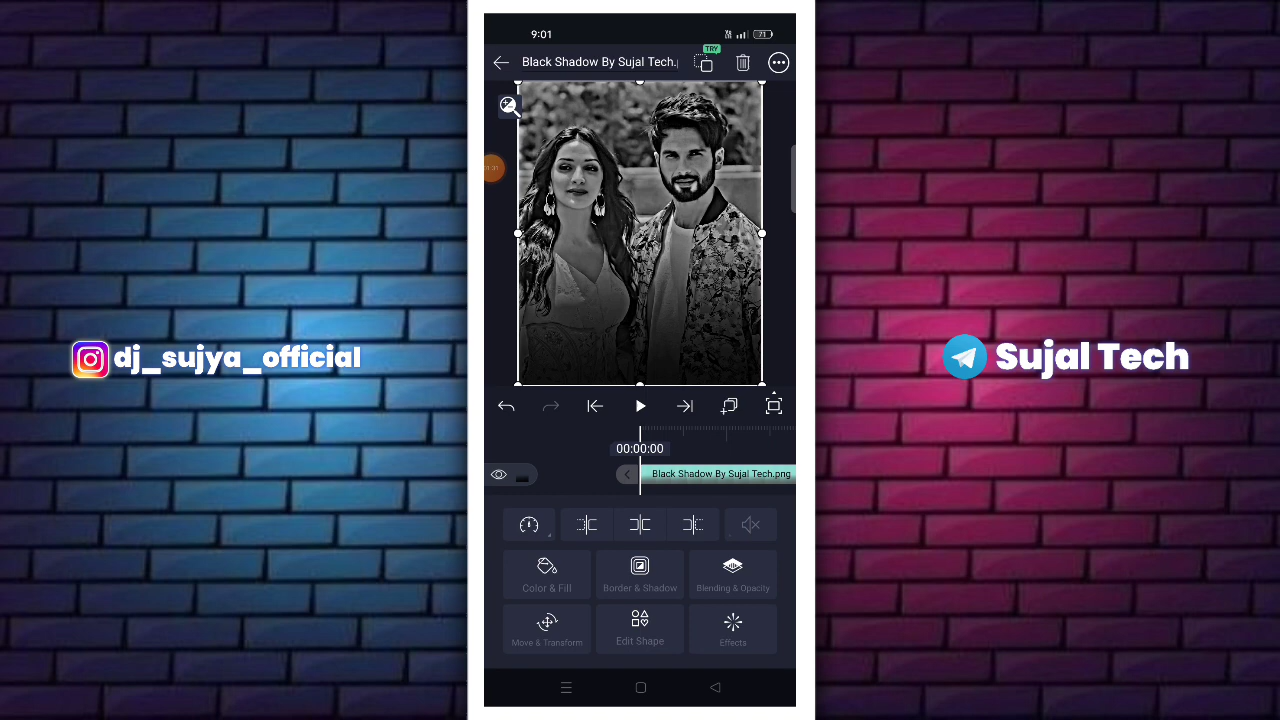 9:01
71
TRY
Black Shadow By Sujal Tech.
dj_sujya_official
Sujal Tech
00:00:00
Black Shadow By Sujal Tech.png
Color & Fill
Border & Shadow
Blending & Opacity
Move & Transform
Edit Shape
Effects